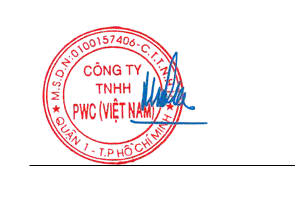 M.S.D.N:0100157406-C.T.T.N.H.H
CÔNG TY
TNHH
PWC (VIỆT NAM)
QUẬN 1 - T.P HỒ CHÍ MINH